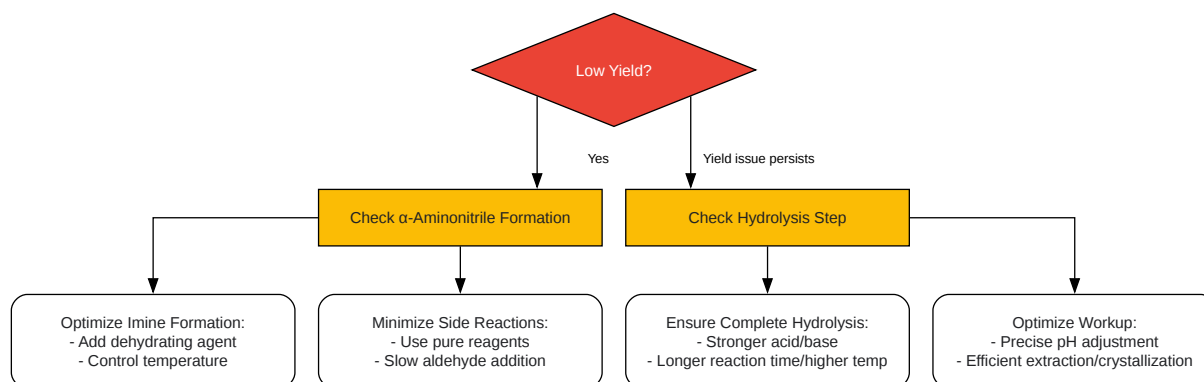 Low Yield?
Yes
Yield issue persists
Check α-Aminonitrile Formation
Check Hydrolysis Step
Optimize Imine Formation:
- Add dehydrating agent
- Control temperature
Minimize Side Reactions:
- Use pure reagents
- Slow aldehyde addition
Ensure Complete Hydrolysis:
- Stronger acid/base
- Longer reaction time/higher temp
Optimize Workup:
- Precise pH adjustment
- Efficient extraction/crystallization